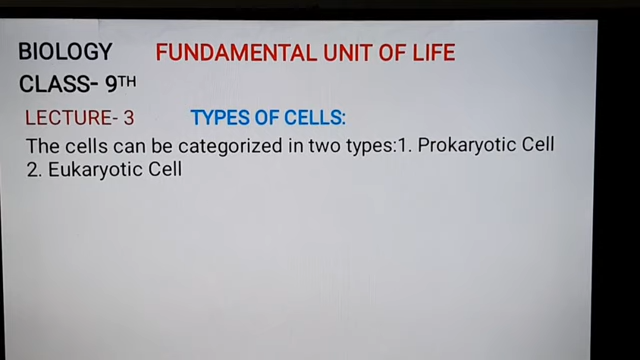 BIOLOGY FUNDAMENTAL UNIT OF LIFE
CLASS- 9TH
LECTURE- 3 TYPES OF CELLS:
The cells can be categorized in two types:1. Prokaryotic Cell
2. Eukaryotic Cell